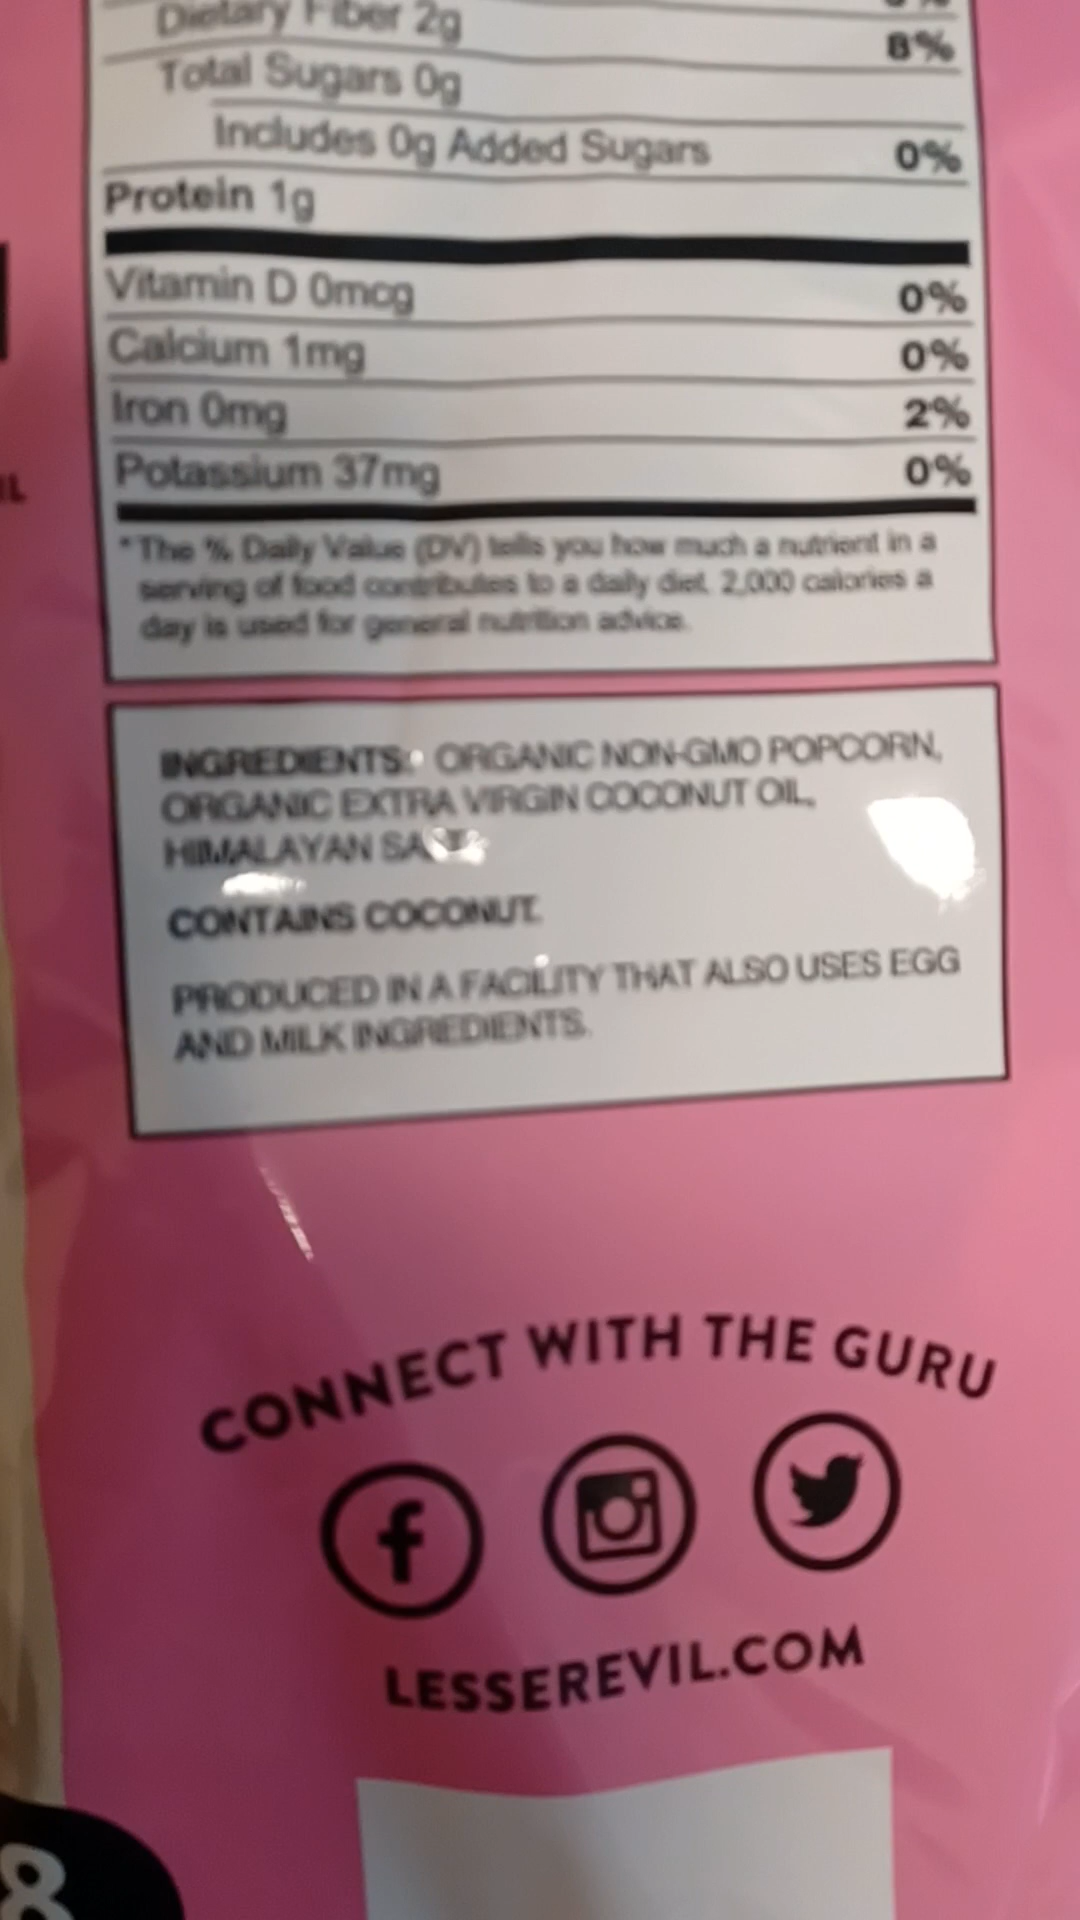 Dietary Fiber 2g 8%
Total Sugars 0g
Includes 0g Added Sugars 0%
Protein 1g
Vitamin D 0mcg 0%
Calcium 1mg 0%
Iron 0mg 2%
Potassium 37mg 0%
* The % Daily Value (DV) tells you how much a nutrient in a
serving of food contributes to a daily diet. 2,000 calories a
day is used for general nutrition advice.
INGREDIENTS: ORGANIC NON-GMO POPCORN,
ORGANIC EXTRA VIRGIN COCONUT OIL,
HIMALAYAN SALT.
CONTAINS COCONUT.
PRODUCED IN A FACILITY THAT ALSO USES EGG
AND MILK INGREDIENTS.
CONNECT WITH THE GURU
LESSEREVIL.COM
8